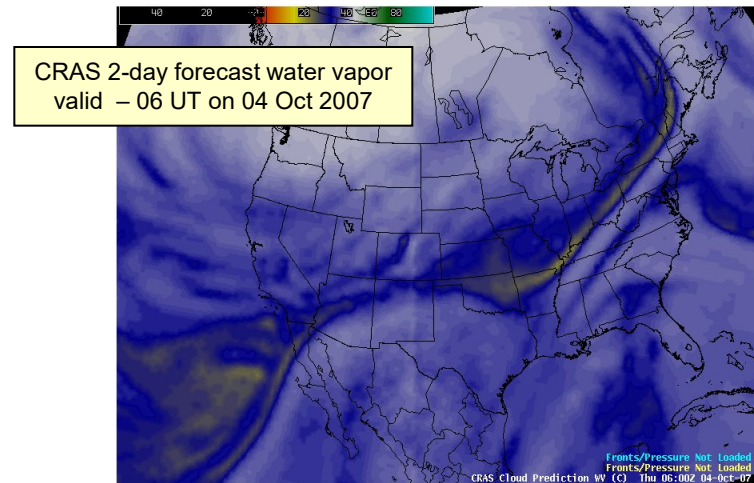 40 20 20 40 60 80
CRAS 2-day forecast water vapor
valid – 06 UT on 04 Oct 2007
Fronts/Pressure Not Loaded
Fronts/Pressure Not Loaded
CRAS Cloud Prediction WV (C) Thu 06:00Z 04-Oct-07